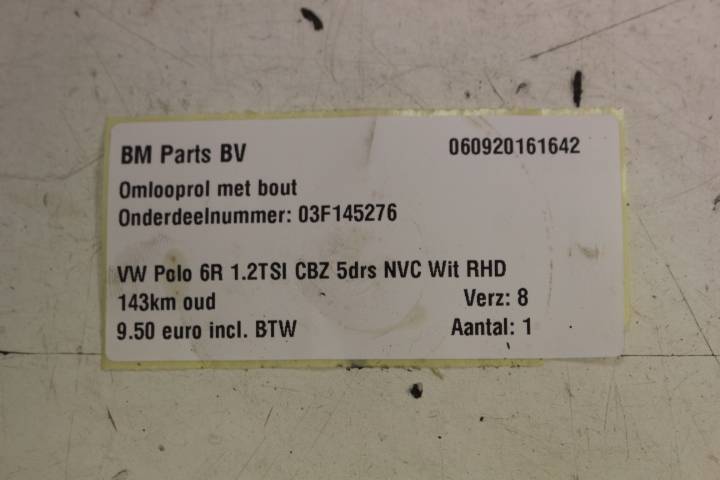 BM Parts BV 060920161642
Omlooprol met bout
Onderdeelnummer: 03F145276
VW Polo 6R 1.2TSI CBZ 5drs NVC Wit RHD
143km oud Verz: 8
9.50 euro incl. BTW Aantal: 1